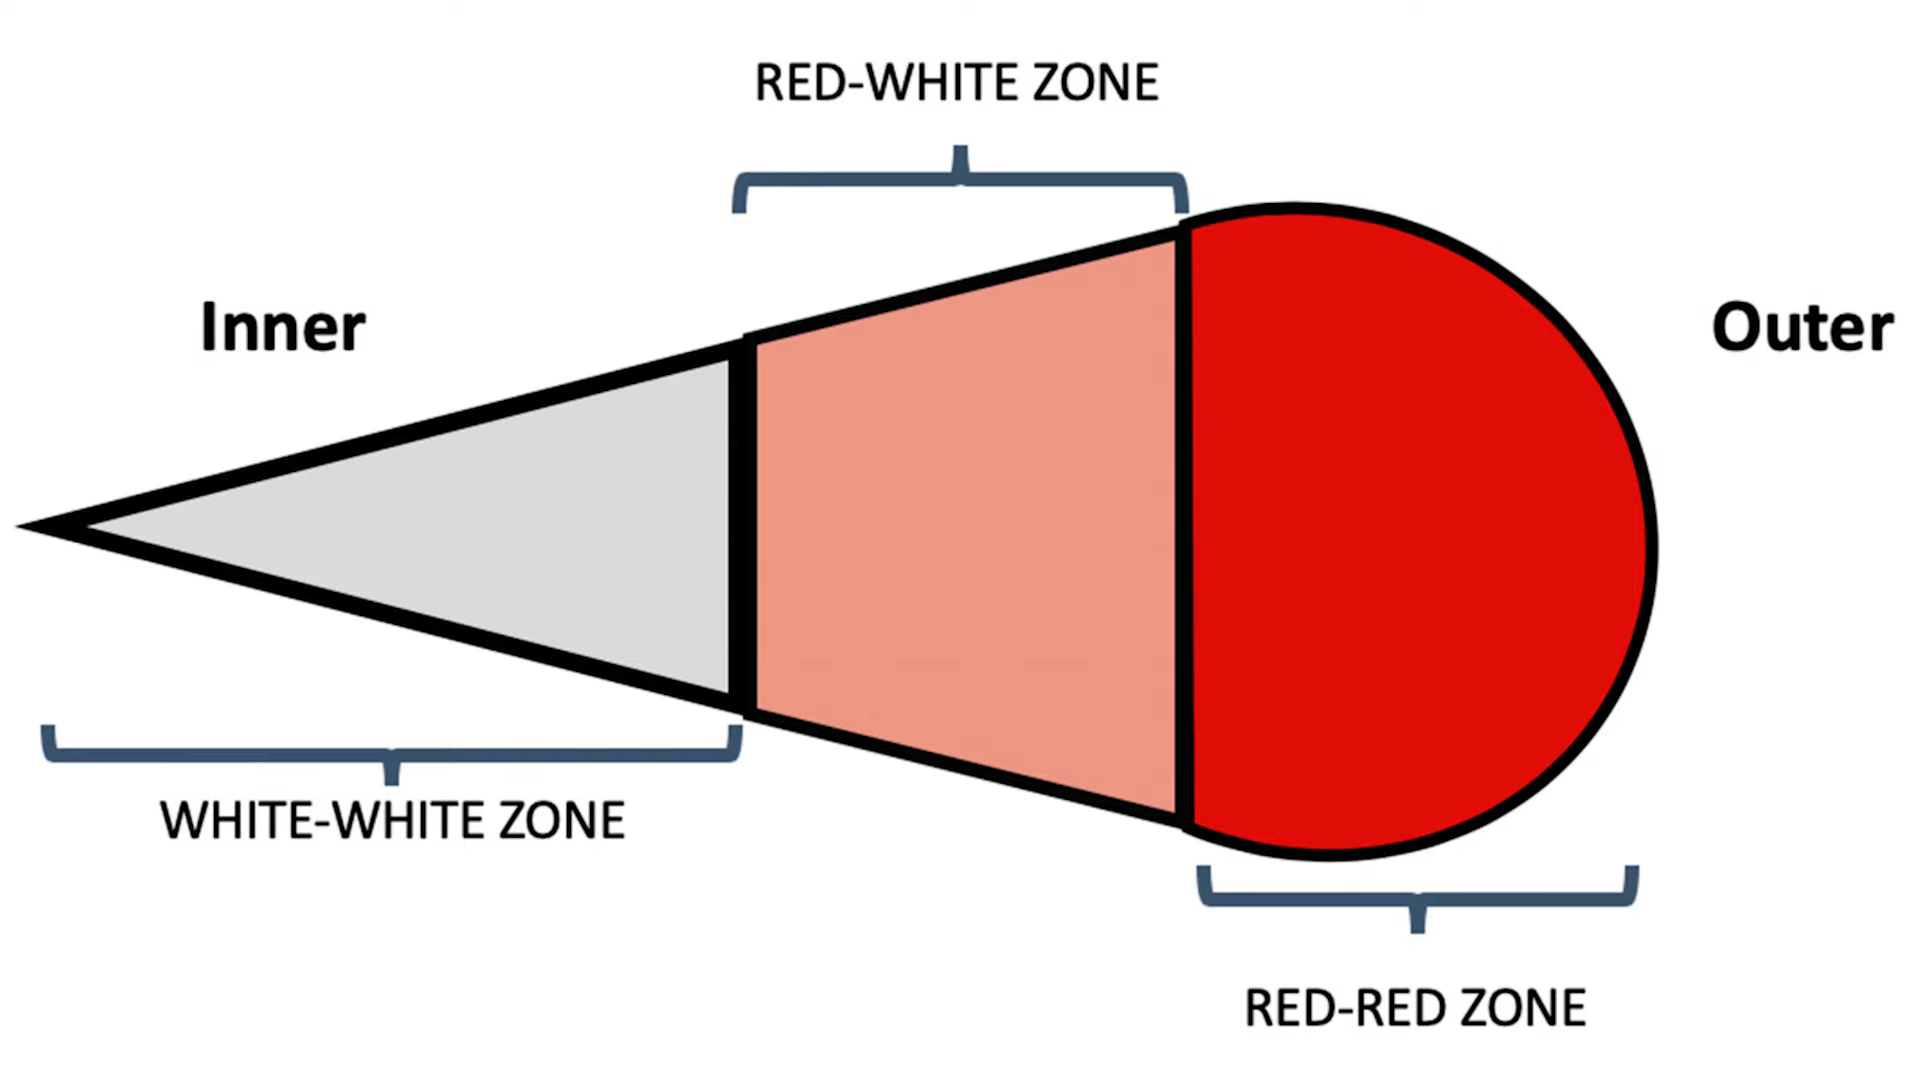 RED-WHITE ZONE
Inner
Outer
WHITE-WHITE ZONE
RED-RED ZONE